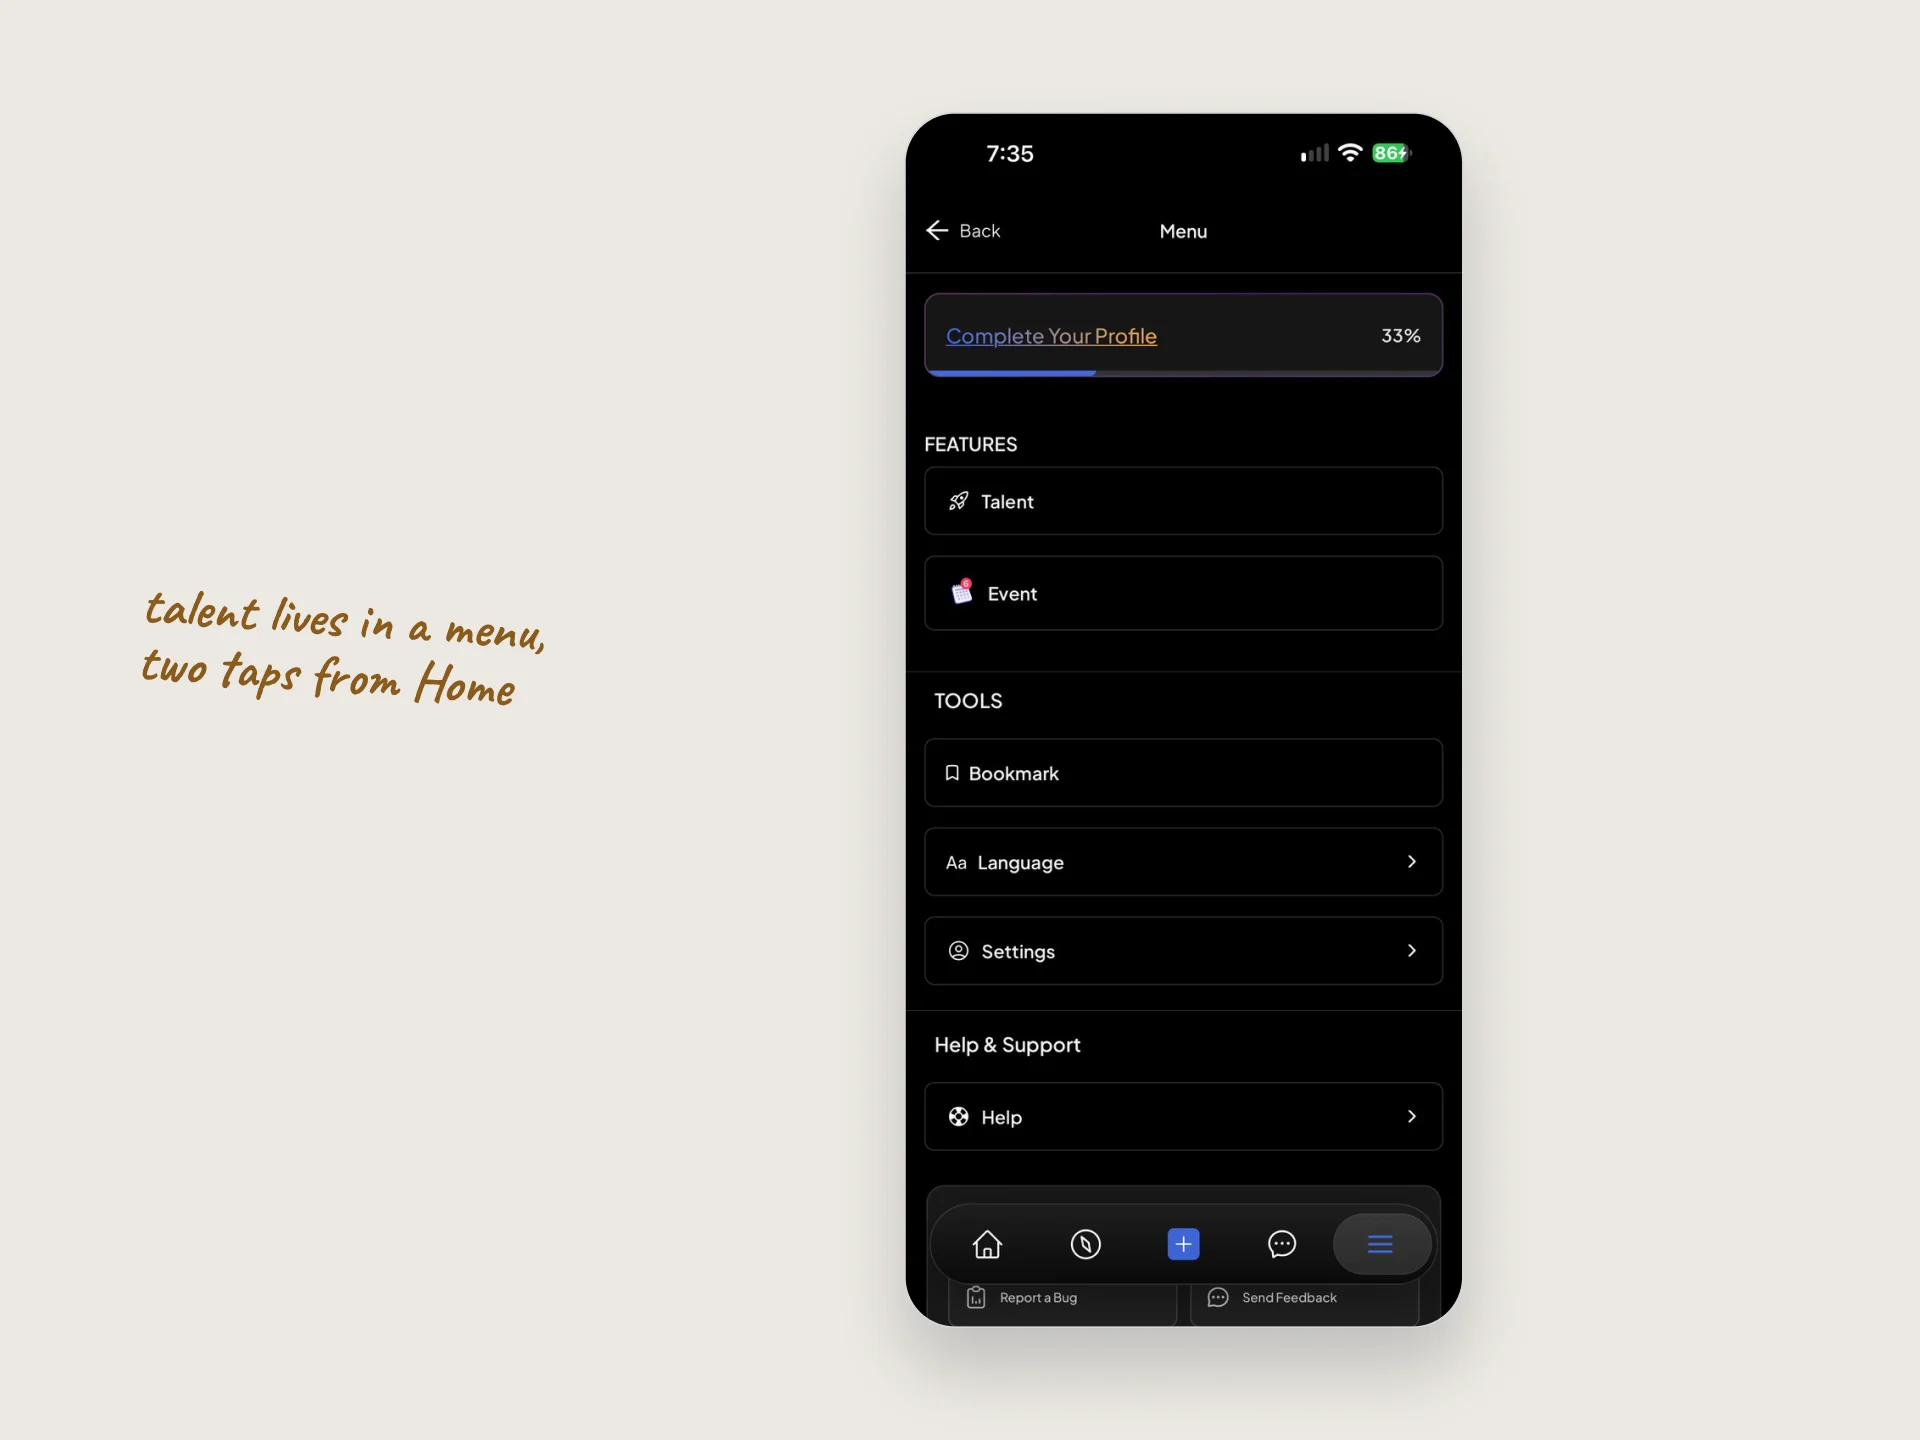 talent lives in a menu,
two taps from Home
7:35
86
Back
Menu
Complete Your Profile
33%
FEATURES
Talent
6
Event
TOOLS
Bookmark
Aa Language
Settings
Help & Support
Help
Report a Bug
Send Feedback